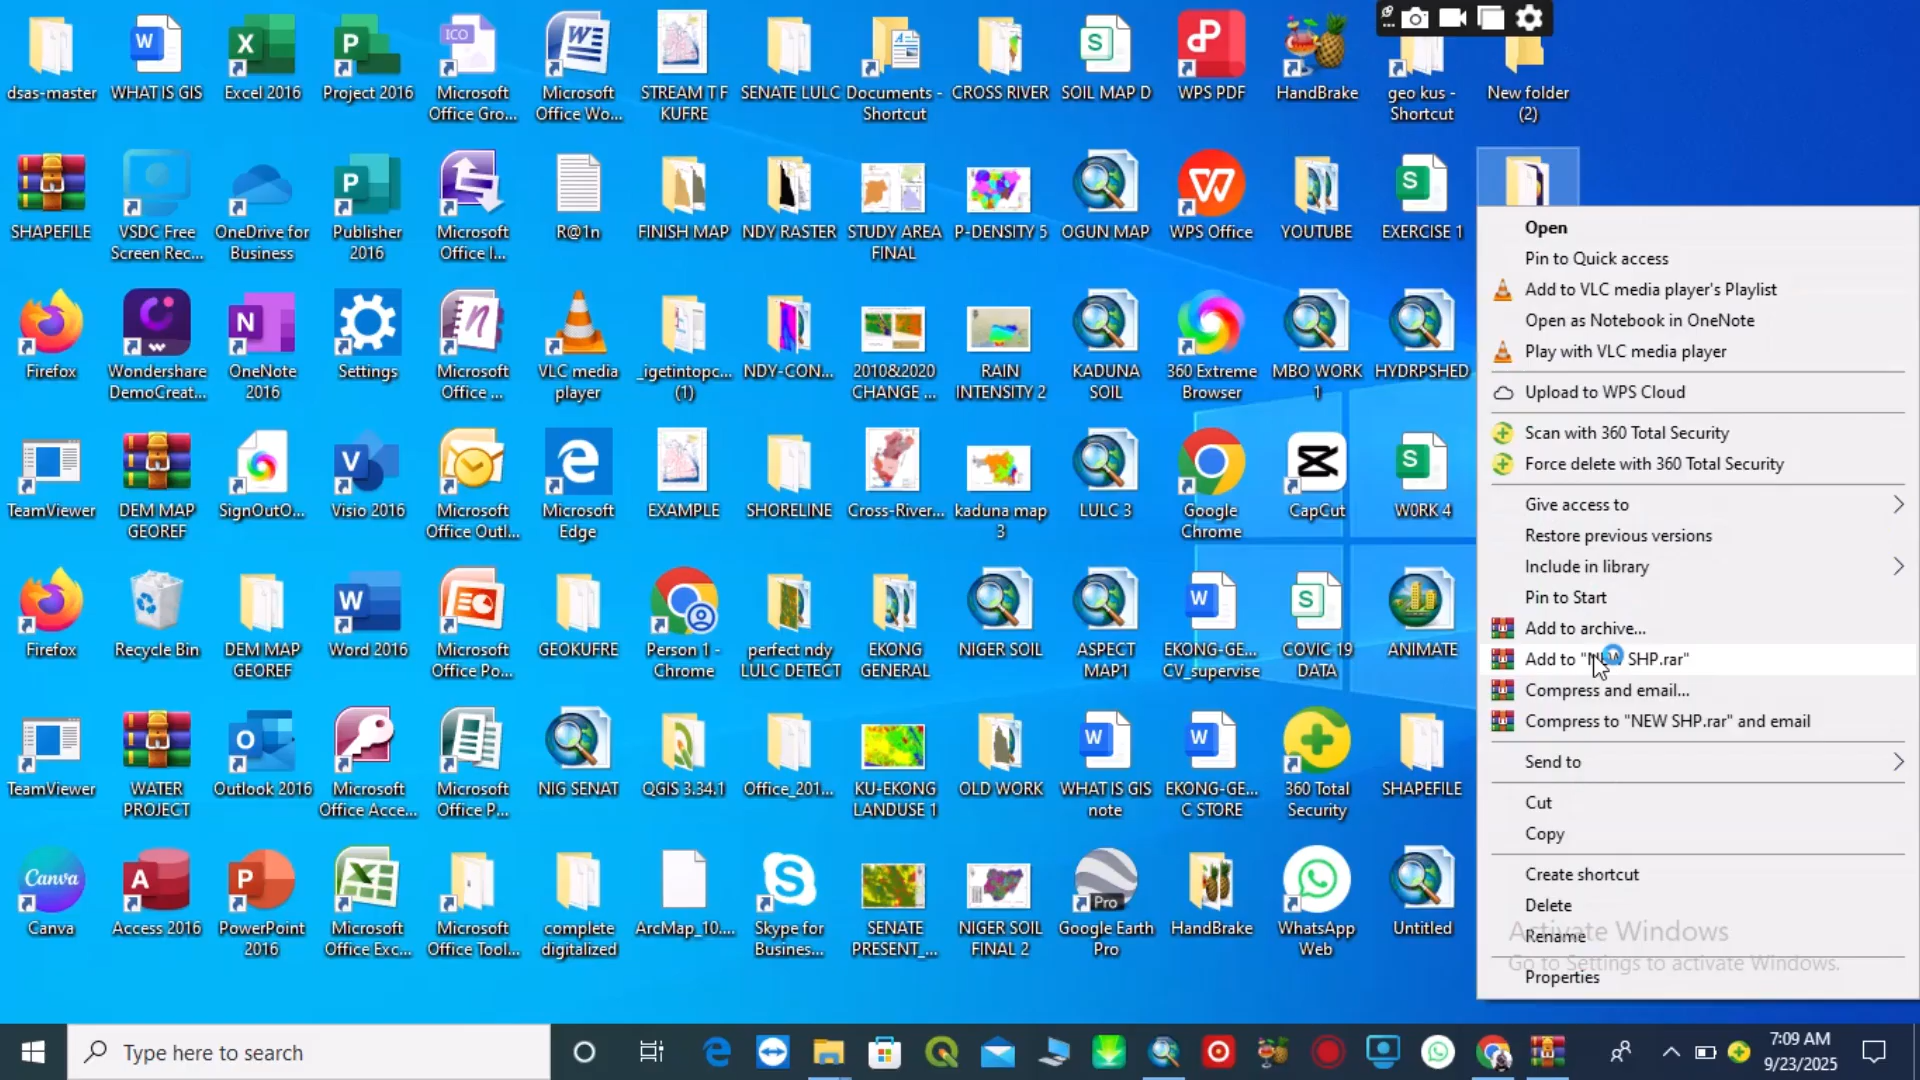 dsas-master
WHAT IS GIS
Excel 2016
Project 2016
Microsoft
Office Gro...
Microsoft
Office Wo...
STREAM T F
KUFRE
SENATE LULC
Documents -
Shortcut
CROSS RIVER
SOIL MAP D
WPS PDF
HandBrake
geo kus -
Shortcut
New folder
(2)
SHAPEFILE
VSDC Free
Screen Rec...
OneDrive for
Business
Publisher
2016
Microsoft
Office I...
R@1n
FINISH MAP
NDY RASTER
STUDY AREA
FINAL
P-DENSITY 5
OGUN MAP
WPS Office
YOUTUBE
EXERCISE 1
Firefox
Wondershare
DemoCreat...
OneNote
2016
Settings
Microsoft
Office ...
VLC media
player
_igetintopc...
(1)
NDY-CON...
2010&2020
CHANGE ...
RAIN
INTENSITY 2
KADUNA
SOIL
360 Extreme
Browser
MBO WORK
1
HYDRPSHED
TeamViewer
DEM MAP
GEOREF
SignOutO...
Visio 2016
Microsoft
Office Outl...
Microsoft
Edge
EXAMPLE
SHORELINE
Cross-River...
kaduna map
3
LULC 3
Google
Chrome
CapCut
W0RK 4
Firefox
Recycle Bin
DEM MAP
GEOREF
Word 2016
Microsoft
Office Po...
GEOKUFRE
Person 1 -
Chrome
perfect ndy
LULC DETECT
EKONG
GENERAL
NIGER SOIL
ASPECT
MAP1
EKONG-GE...
CV_supervise
COVIC 19
DATA
ANIMATE
TeamViewer
WATER
PROJECT
Outlook 2016
Microsoft
Office Acce...
Microsoft
Office P...
NIG SENAT
QGIS 3.34.1
Office_201...
KU-EKONG
LANDUSE 1
OLD WORK
WHAT IS GIS
note
EKONG-GE...
C STORE
360 Total
Security
SHAPEFILE
Canva
Canva
Access 2016
PowerPoint
2016
Microsoft
Office Exc...
Microsoft
Office Tool...
complete
digitalized
ArcMap_10....
Skype for
Business...
SENATE
PRESENT_...
NIGER SOIL
FINAL 2
Pro
Google Earth
Pro
HandBrake
WhatsApp
Web
Untitled
ICO
Open
Pin to Quick access
Add to VLC media player's Playlist
Open as Notebook in OneNote
Play with VLC media player
Upload to WPS Cloud
Scan with 360 Total Security
Force delete with 360 Total Security
Give access to
Restore previous versions
Include in library
Pin to Start
Add to archive...
Add to "NEW SHP.rar"
Compress and email...
Compress to "NEW SHP.rar" and email
Send to
Cut
Copy
Create shortcut
Delete
Rename
Properties
Activate Windows
Go to Settings to activate Windows.
Type here to search
7:09 AM
9/23/2025